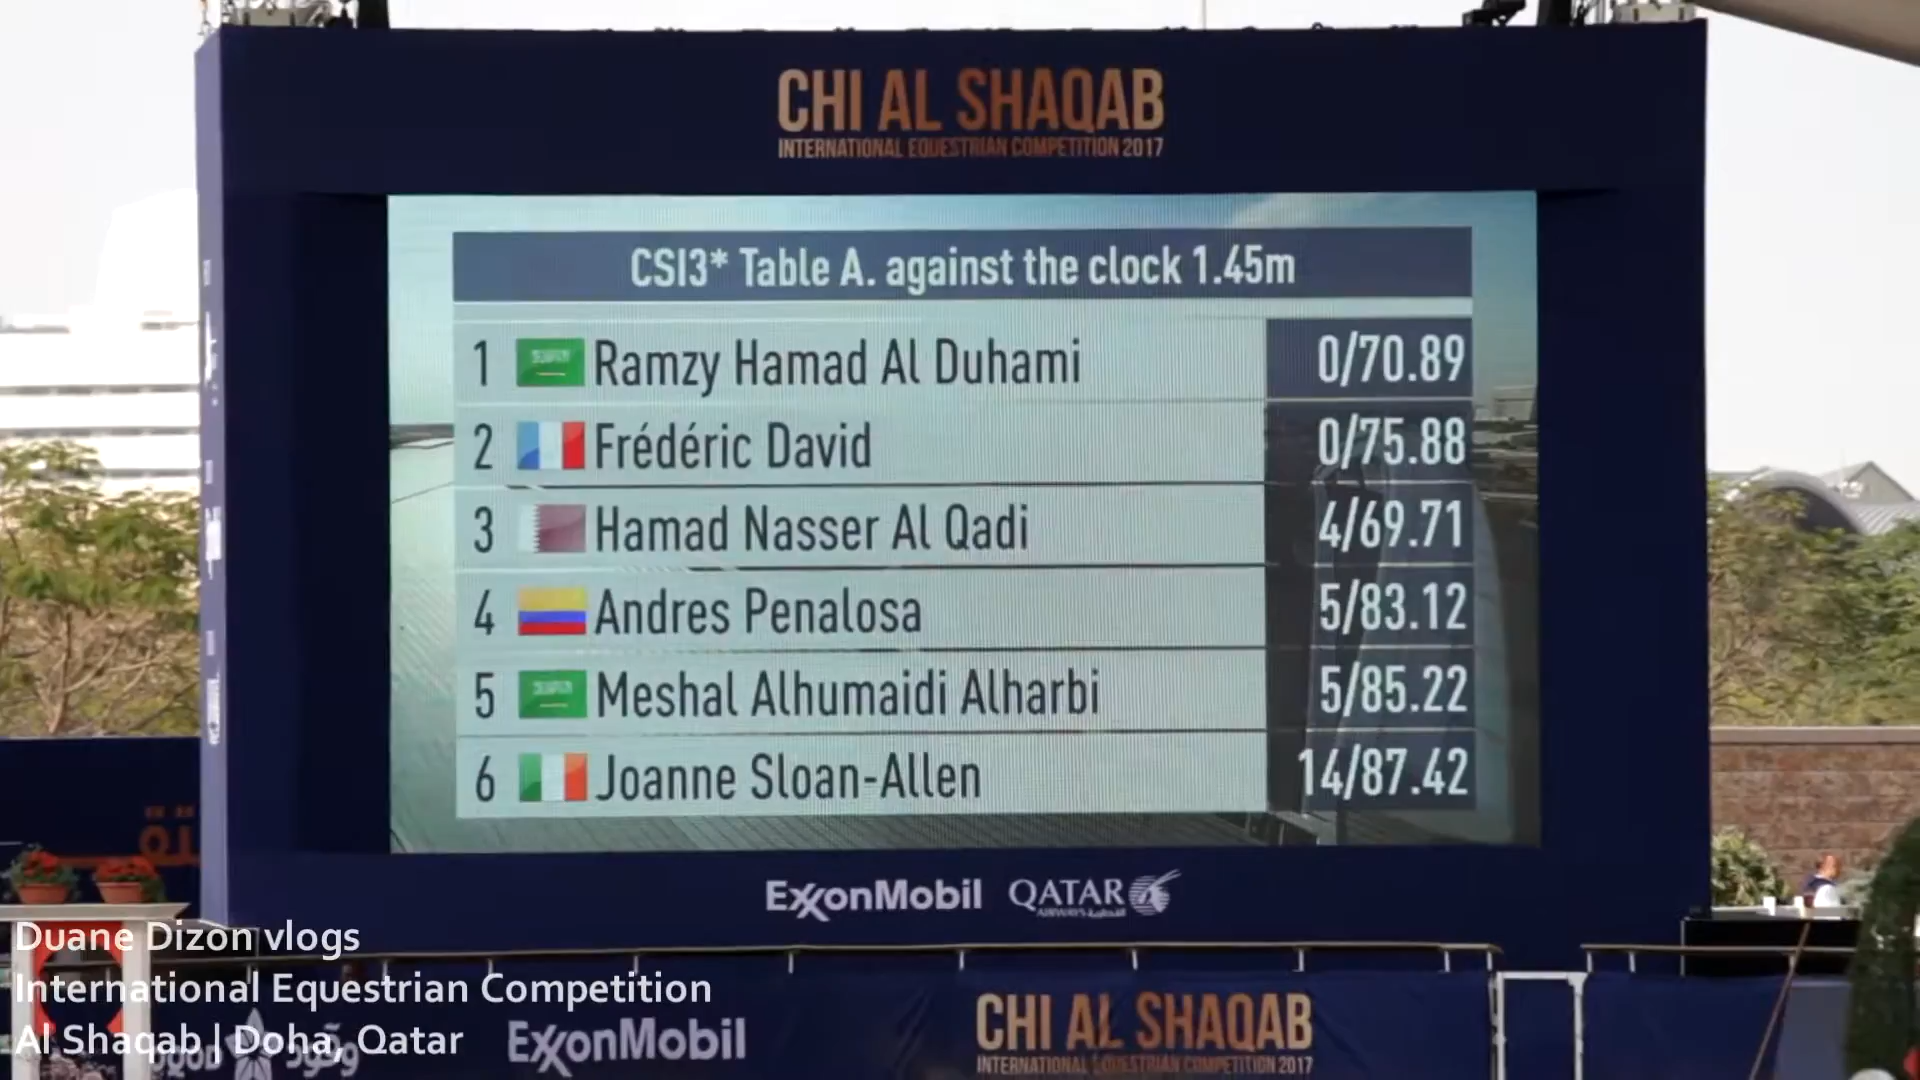 CHI AL SHAQAB
INTERNATIONAL EQUESTRIAN COMPETITION 2017
CSI3* Table A. against the clock 1.45m
1 Ramzy Hamad Al Duhami 0/70.89
2 Frédéric David 0/75.88
3 Hamad Nasser Al Qadi 4/69.71
4 Andres Penalosa 5/83.12
5 Meshal Alhumaidi Alharbi 5/85.22
6 Joanne Sloan-Allen 14/87.42
ExxonMobil QATAR
AIRWAYS القطرية
Duane Dizon vlogs
International Equestrian Competition
Al Shaqab | Doha, Qatar
وقود ExxonMobil
CHI AL SHAQAB
INTERNATIONAL EQUESTRIAN COMPETITION 2017